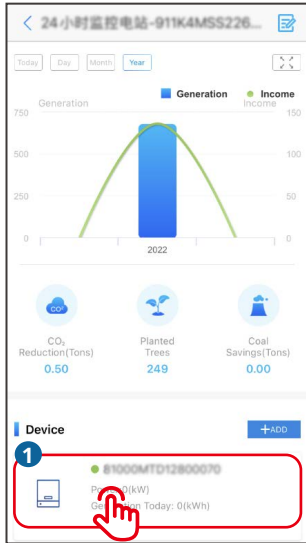 24小时监控电站-911K4MSS226...
Today Day Month Year
Generation Income
Generation Income
750 150
500 100
250 50
0 0
2022
CO₂
CO₂ Reduction(Tons)
0.50
Planted Trees
249
Coal Savings(Tons)
0.00
Device
+ADD
1
81000MTD12800070
0(kW)
Today: 0(kWh)